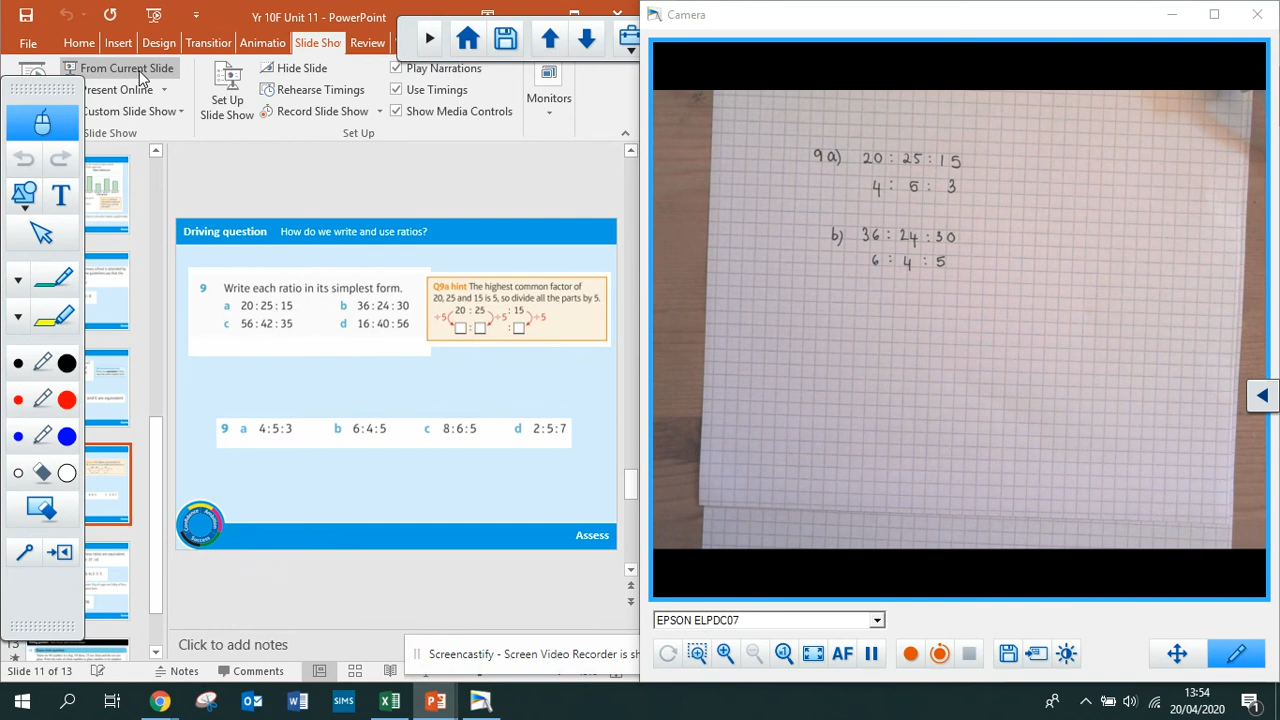 Yr 10F Unit 11 - PowerPoint
File Home Insert Design Transition Animatio Slide Sho Review
From Current Slide
Present Online
Custom Slide Show
Slide Show
Set Up
Slide Show
Hide Slide
Rehearse Timings
Record Slide Show
Play Narrations
Use Timings
Show Media Controls
Set Up
Monitors
Driving question How do we write and use ratios?
9 Write each ratio in its simplest form.
a 20 : 25 : 15 b 36 : 24 : 30
c 56 : 42 : 35 d 16 : 40 : 56
Q9a hint The highest common factor of
20, 25 and 15 is 5, so divide all the parts by 5.
20 : 25 : 15
÷5 ÷5 ÷5
: :
9 a 4:5:3 b 6:4:5 c 8:6:5 d 2:5:7
Assess
Click to add notes
Screencastify - Screen Video Recorder is sh
Slide 11 of 13 Notes Comments
Camera
9a) 20 : 25 : 15
4 : 5 : 3
b) 36 : 24 : 30
6 : 4 : 5
EPSON ELPDC07
AF
SIMS
13:54
20/04/2020